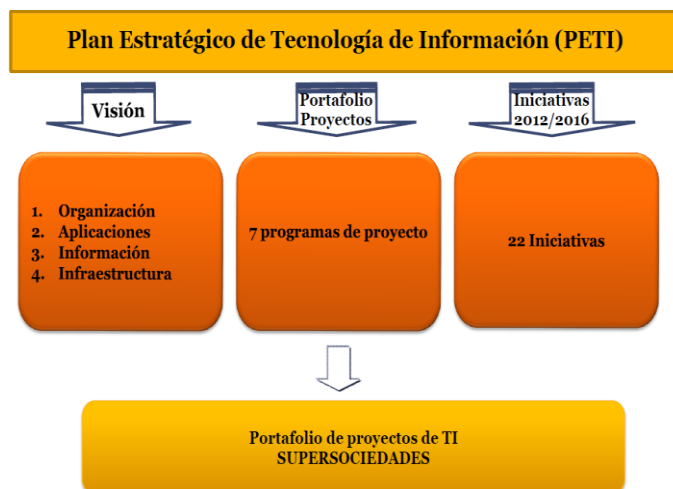 Plan Estratégico de Tecnología de Información (PETI)
Visión
Portafolio
Proyectos
Iniciativas
2012/2016
1. Organización
2. Aplicaciones
3. Información
4. Infraestructura
7 programas de proyecto
22 Iniciativas
Portafolio de proyectos de TI
SUPERSOCIEDADES